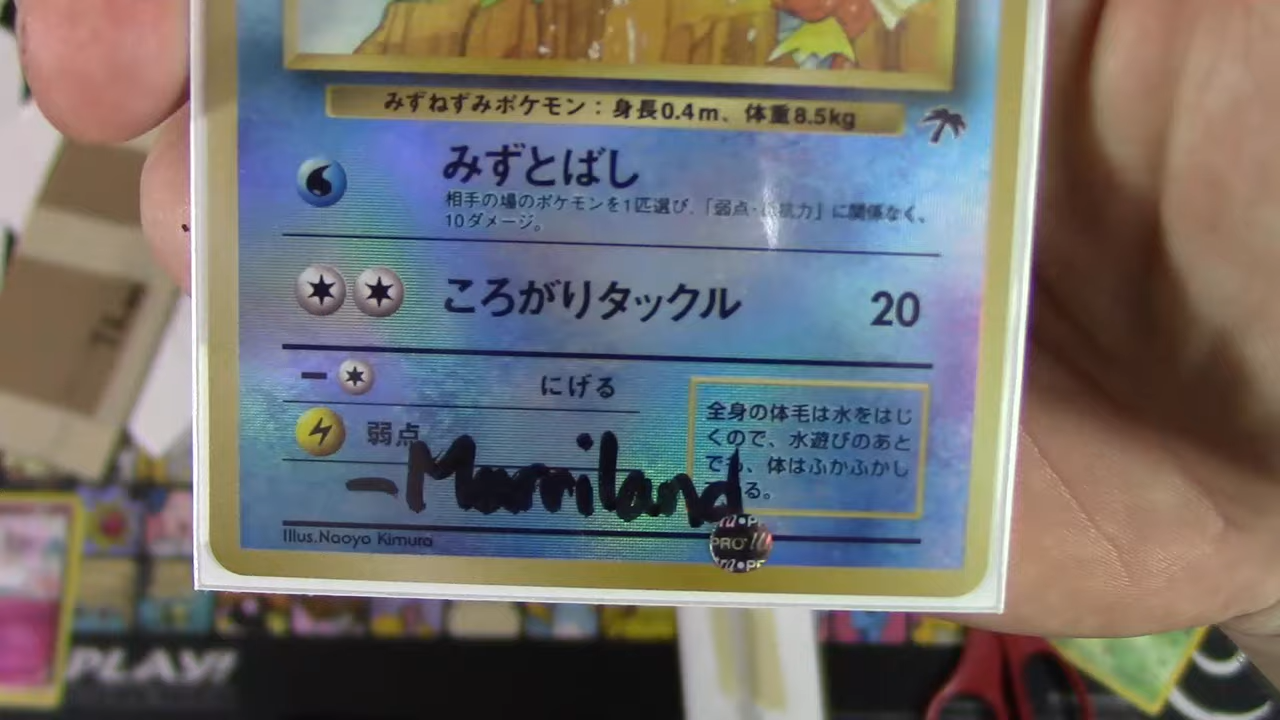 みずねずみポケモン：身長0.4m、体重8.5kg
みずとばし
相手の場のポケモンを1匹選び、「弱点・抵抗力」に関係なく、
10ダメージ。
ころがりタックル 20
にげる
弱点
全身の体毛は水をはじ
くので、水遊びのあと
でも、体はふかふかし
る。
-Marriland
Illus.Naoyo Kimura
PRO
PLAY!